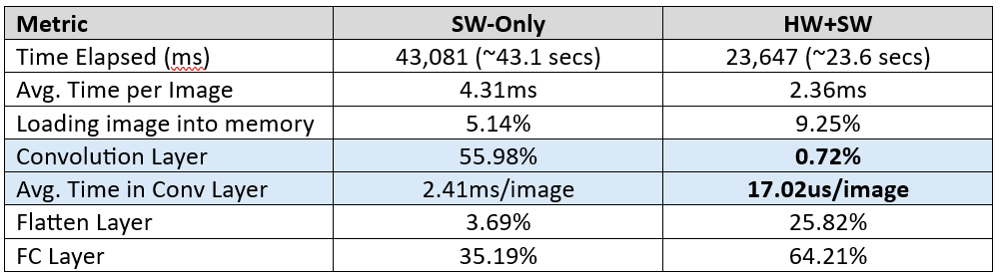 Metric SW-Only HW+SW
Time Elapsed (ms) 43,081 (~43.1 secs) 23,647 (~23.6 secs)
Avg. Time per Image 4.31ms 2.36ms
Loading image into memory 5.14% 9.25%
Convolution Layer 55.98% 0.72%
Avg. Time in Conv Layer 2.41ms/image 17.02us/image
Flatten Layer 3.69% 25.82%
FC Layer 35.19% 64.21%